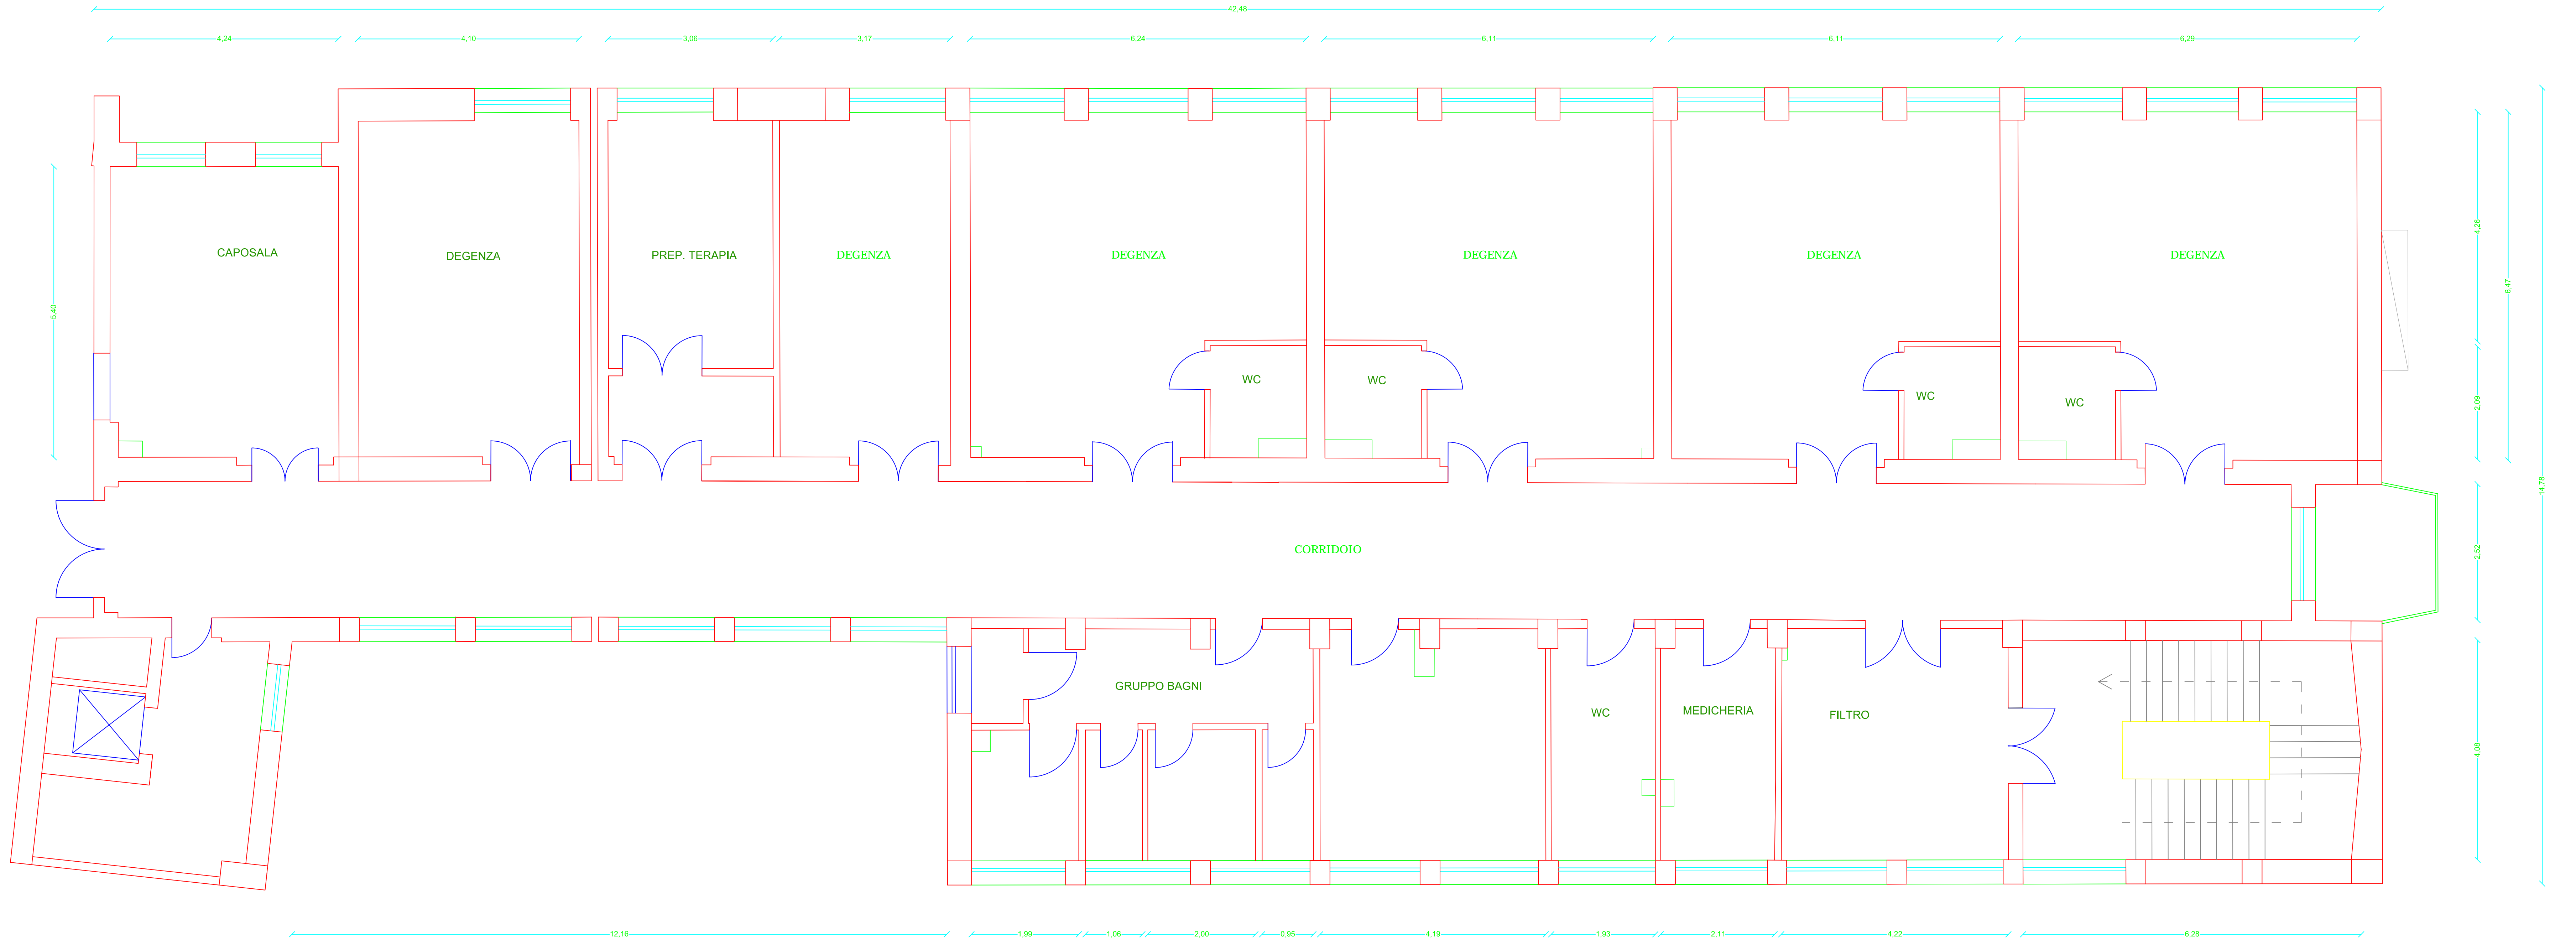 42,48
4,24
4,10
3,06
3,17
6,24
6,11
6,11
6,29
CAPOSALA
DEGENZA
PREP. TERAPIA
DEGENZA
DEGENZA
DEGENZA
DEGENZA
DEGENZA
4,26
6,47
5,40
WC
WC
WC
WC
2,09
14,78
CORRIDOIO
2,52
GRUPPO BAGNI
WC
MEDICHERIA
FILTRO
4,08
12,16
1,99
1,06
2,00
0,95
4,19
1,93
2,11
4,22
6,28